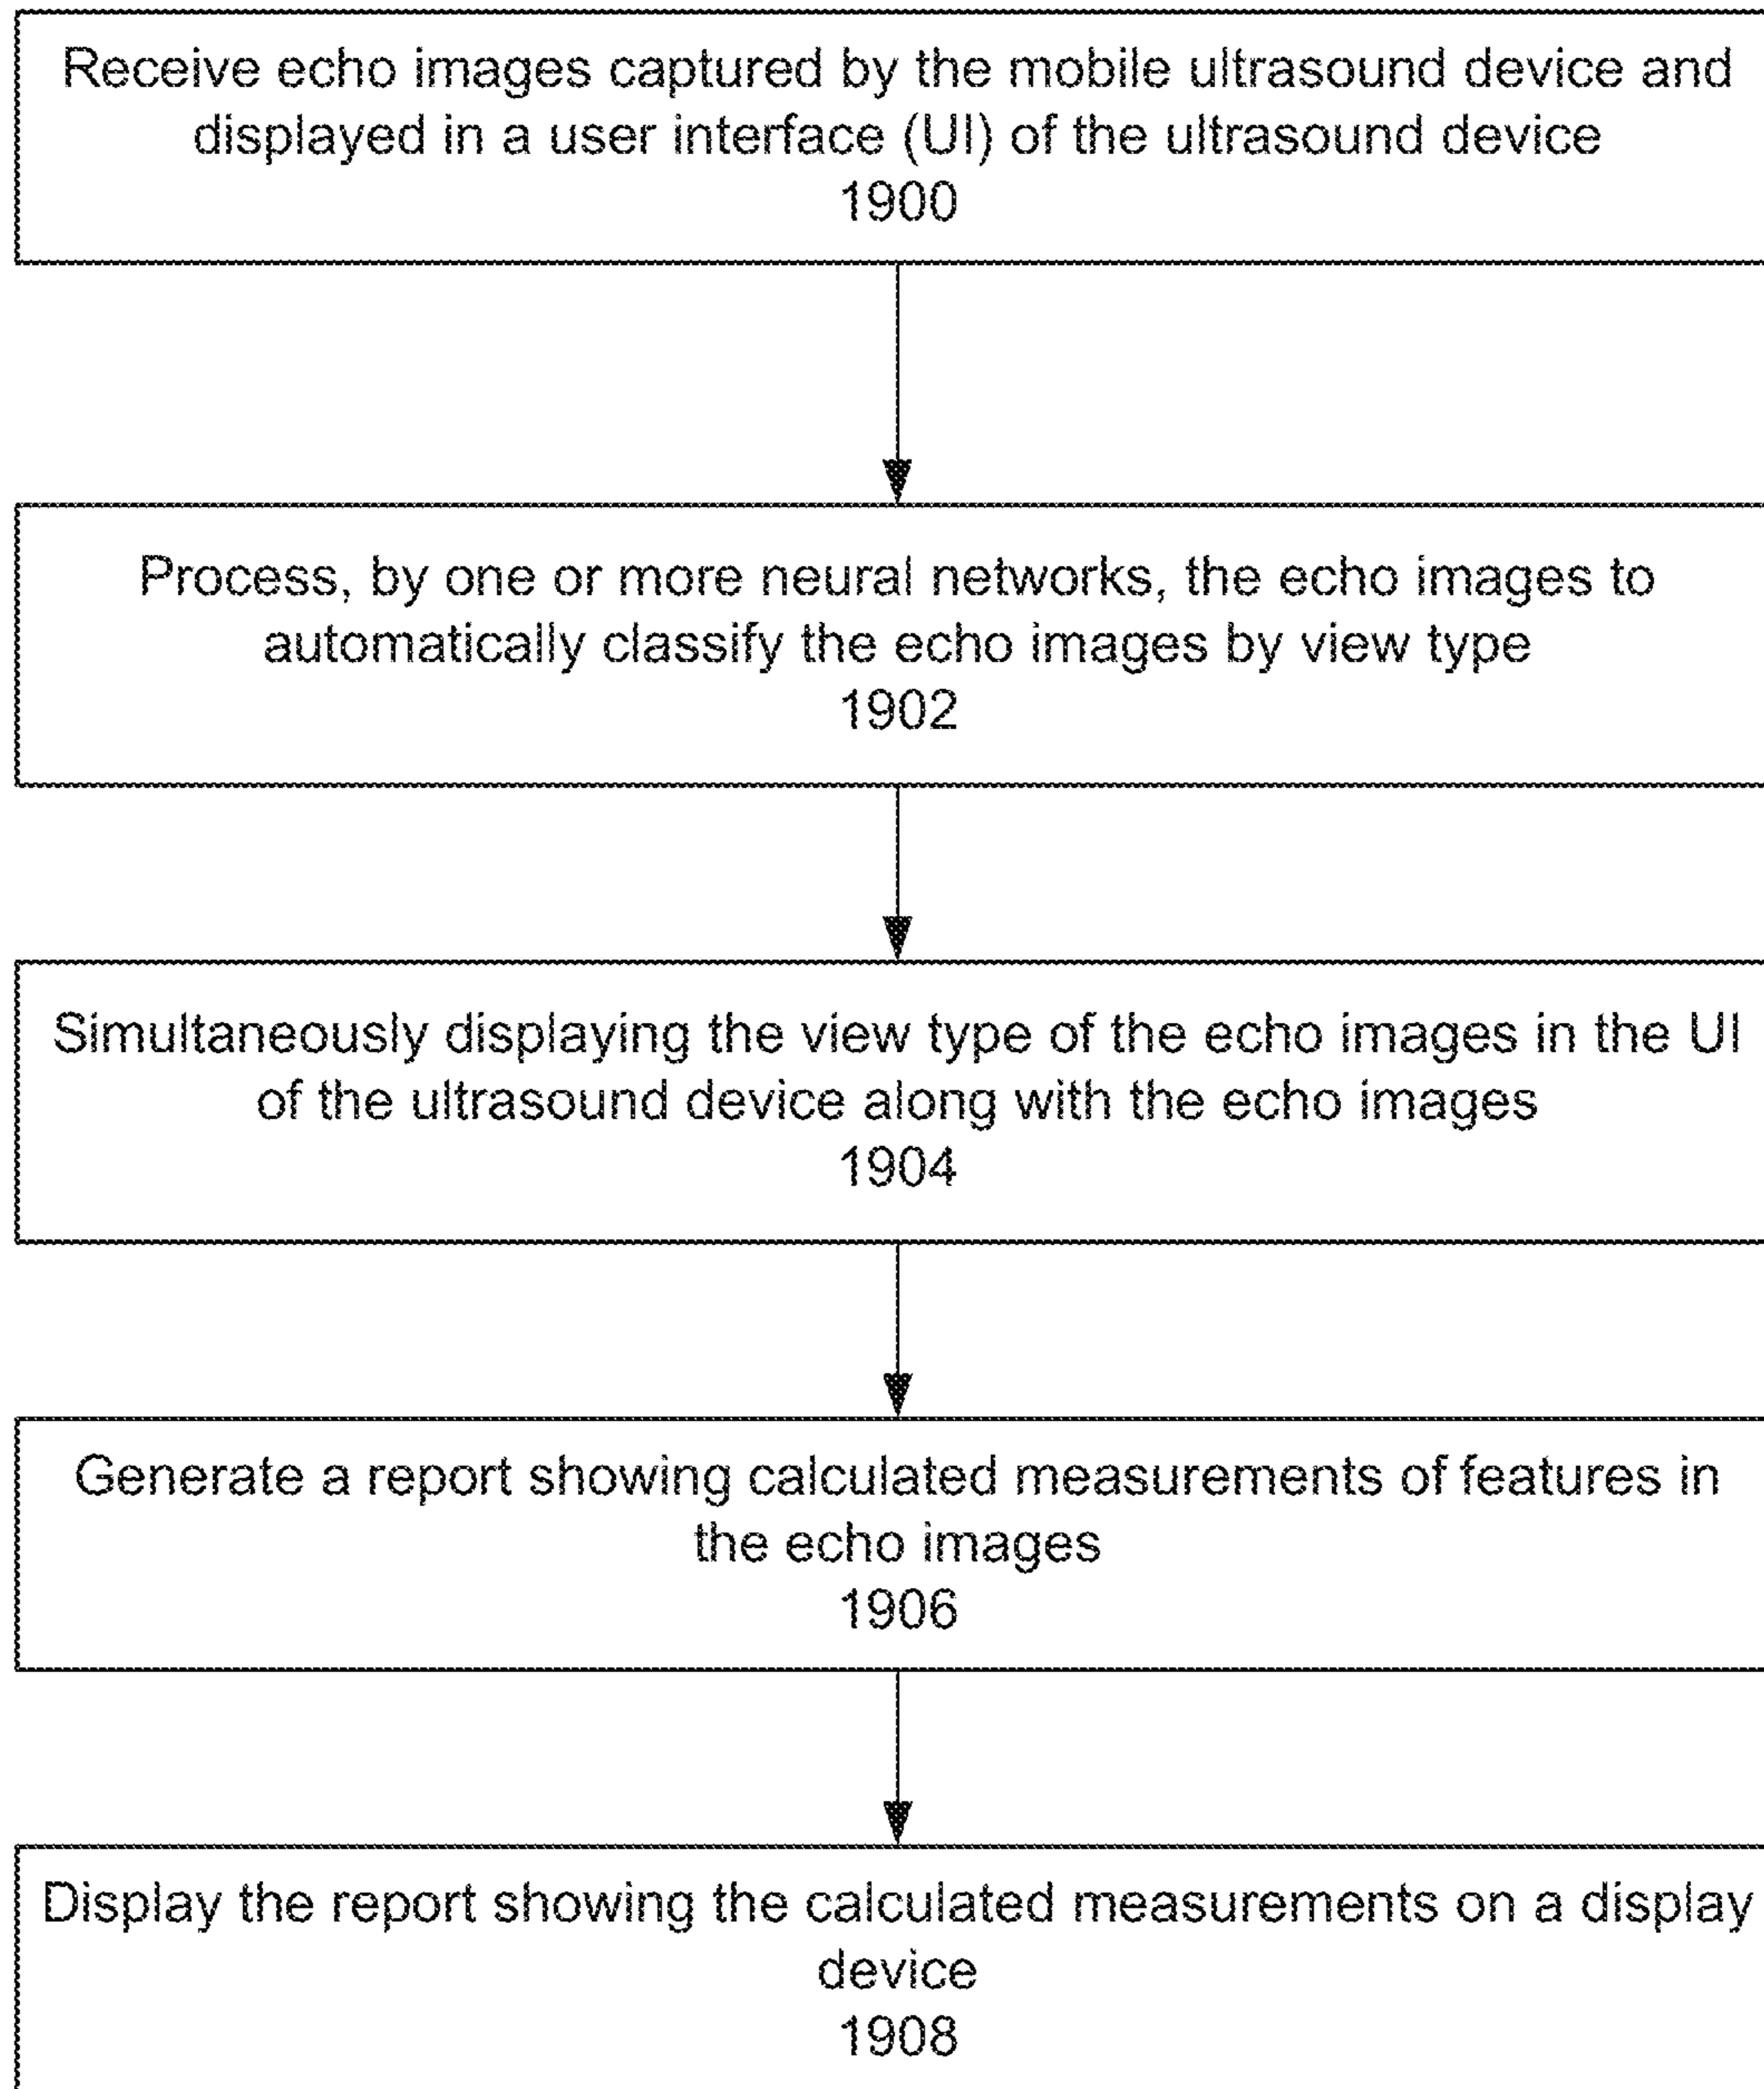 Receive echo images captured by the mobile ultrasound device and
displayed in a user interface (UI) of the ultrasound device
1900
Process, by one or more neural networks, the echo images to
automatically classify the echo images by view type
1902
Simultaneously displaying the view type of the echo images in the UI
of the ultrasound device along with the echo images
1904
Generate a report showing calculated measurements of features in
the echo images
1906
Display the report showing the calculated measurements on a display
device
1908